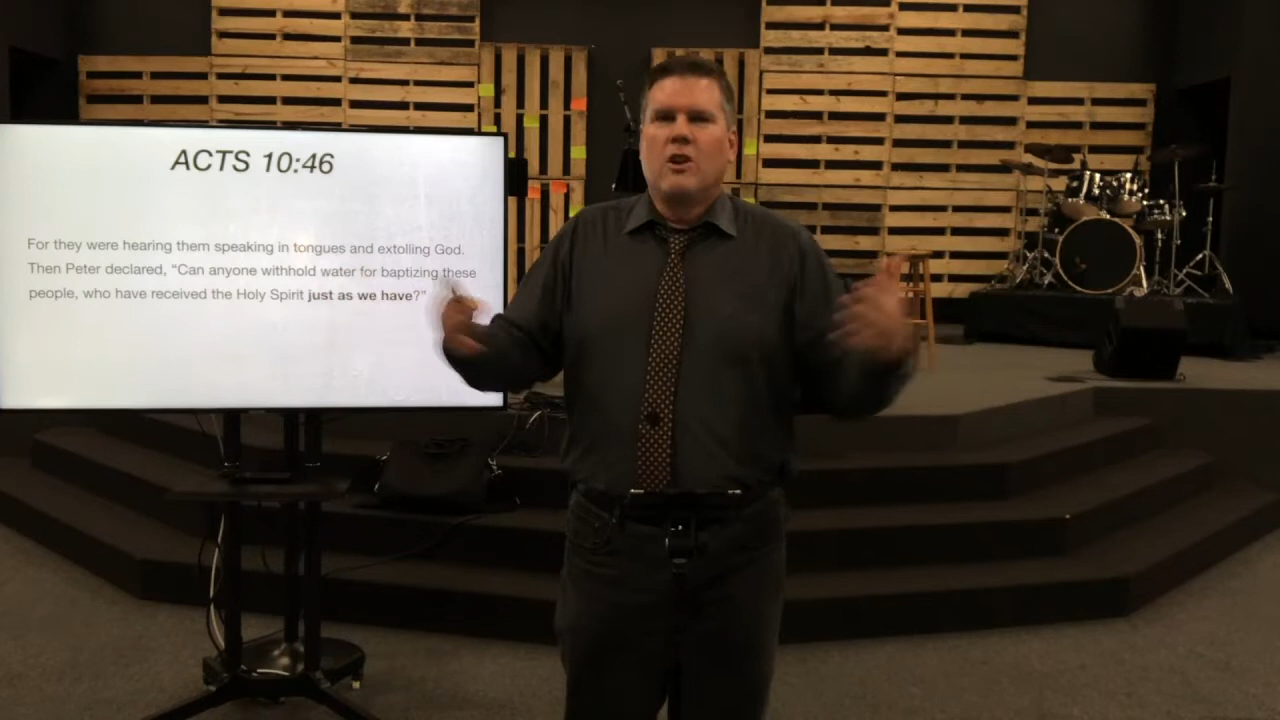 ACTS 10:46
For they were hearing them speaking in tongues and extolling God.
Then Peter declared, “Can anyone withhold water for baptizing these
people, who have received the Holy Spirit just as we have?”